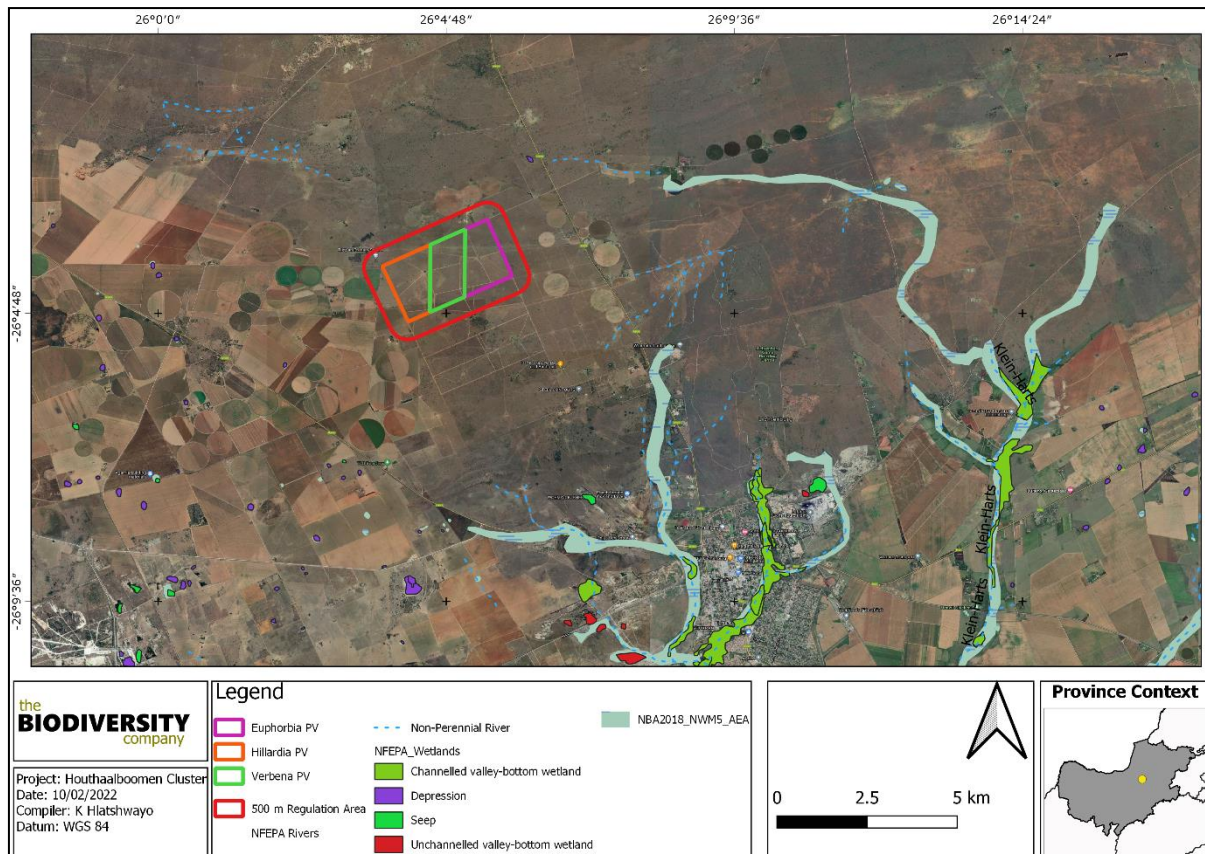 26°0'0"
26°4'48"
26°9'36"
26°14'24"
-26°4'48"
-26°9'36"
Klein-Harts
Klein-Harts
Klein-Harts
the
BIODIVERSITY
company
Project: Houthaalboomen Cluster
Date: 10/02/2022
Compiler: K Hlatshwayo
Datum: WGS 84
Legend
Euphorbia PV
Hillardia PV
Verbena PV
500 m Regulation Area
NFEPA Rivers
Non-Perennial River
NFEPA_Wetlands
Channelled valley-bottom wetland
Depression
Seep
Unchannelled valley-bottom wetland
NBA2018_NWM5_AEA
0 2.5 5 km
Province Context